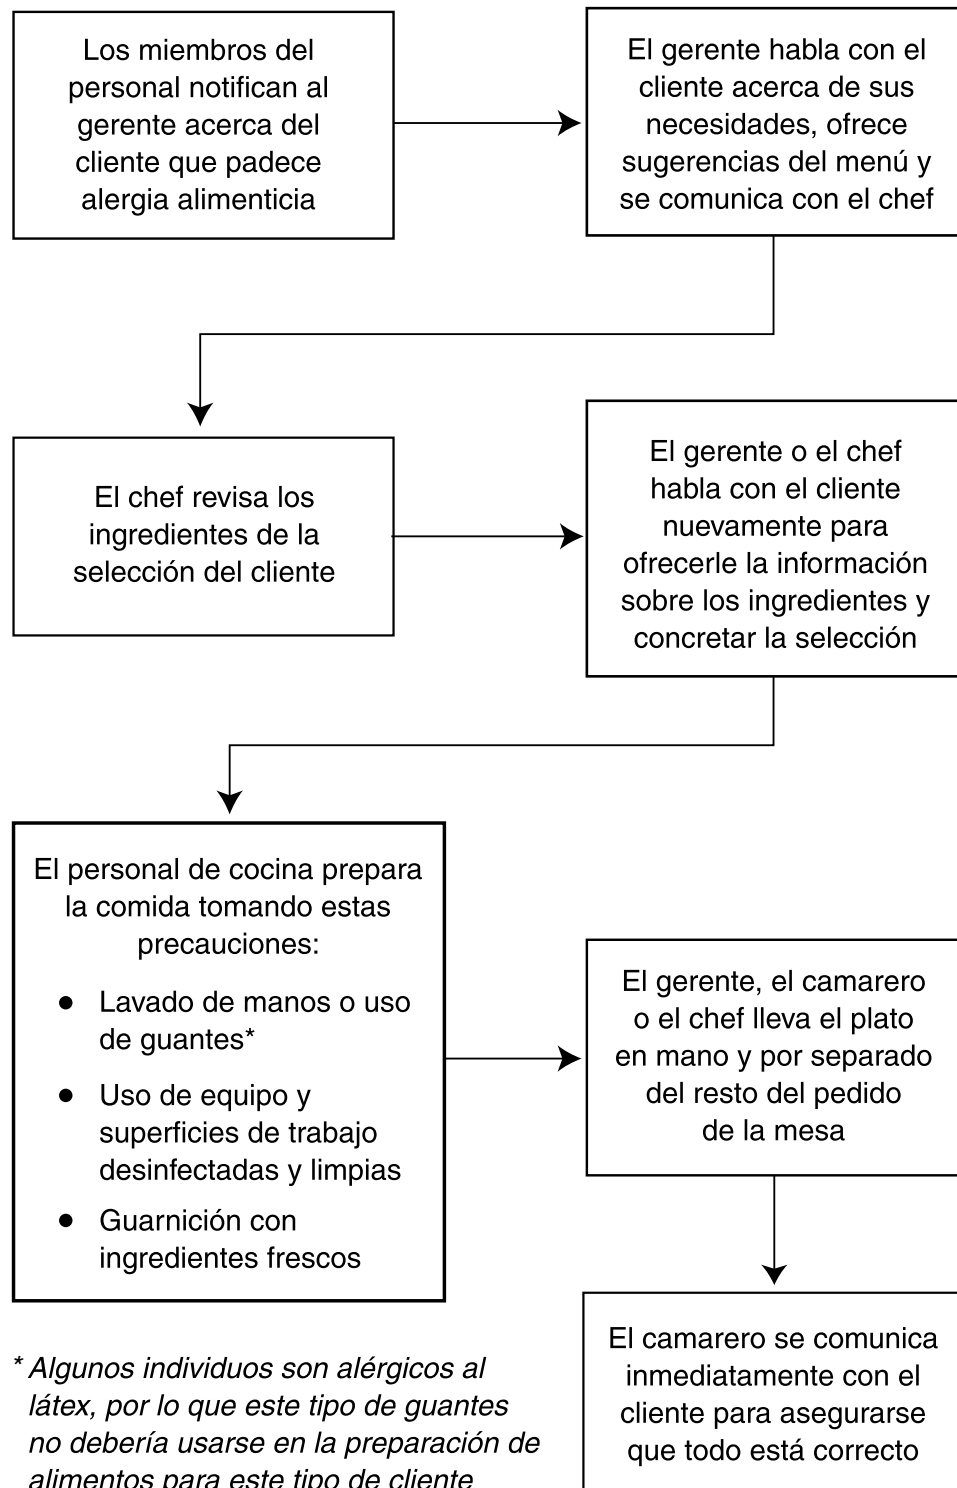 Los miembros del
personal notifican al
gerente acerca del
cliente que padece
alergia alimenticia
El gerente habla con el
cliente acerca de sus
necesidades, ofrece
sugerencias del menú y
se comunica con el chef
El chef revisa los
ingredientes de la
selección del cliente
El gerente o el chef
habla con el cliente
nuevamente para
ofrecerle la información
sobre los ingredientes y
concretar la selección
El personal de cocina prepara
la comida tomando estas
precauciones:
● Lavado de manos o uso
de guantes*
● Uso de equipo y
superficies de trabajo
desinfectadas y limpias
● Guarnición con
ingredientes frescos
El gerente, el camarero
o el chef lleva el plato
en mano y por separado
del resto del pedido
de la mesa
El camarero se comunica
inmediatamente con el
cliente para asegurarse
que todo está correcto
* Algunos individuos son alérgicos al
látex, por lo que este tipo de guantes
no debería usarse en la preparación de
alimentos para este tipo de cliente